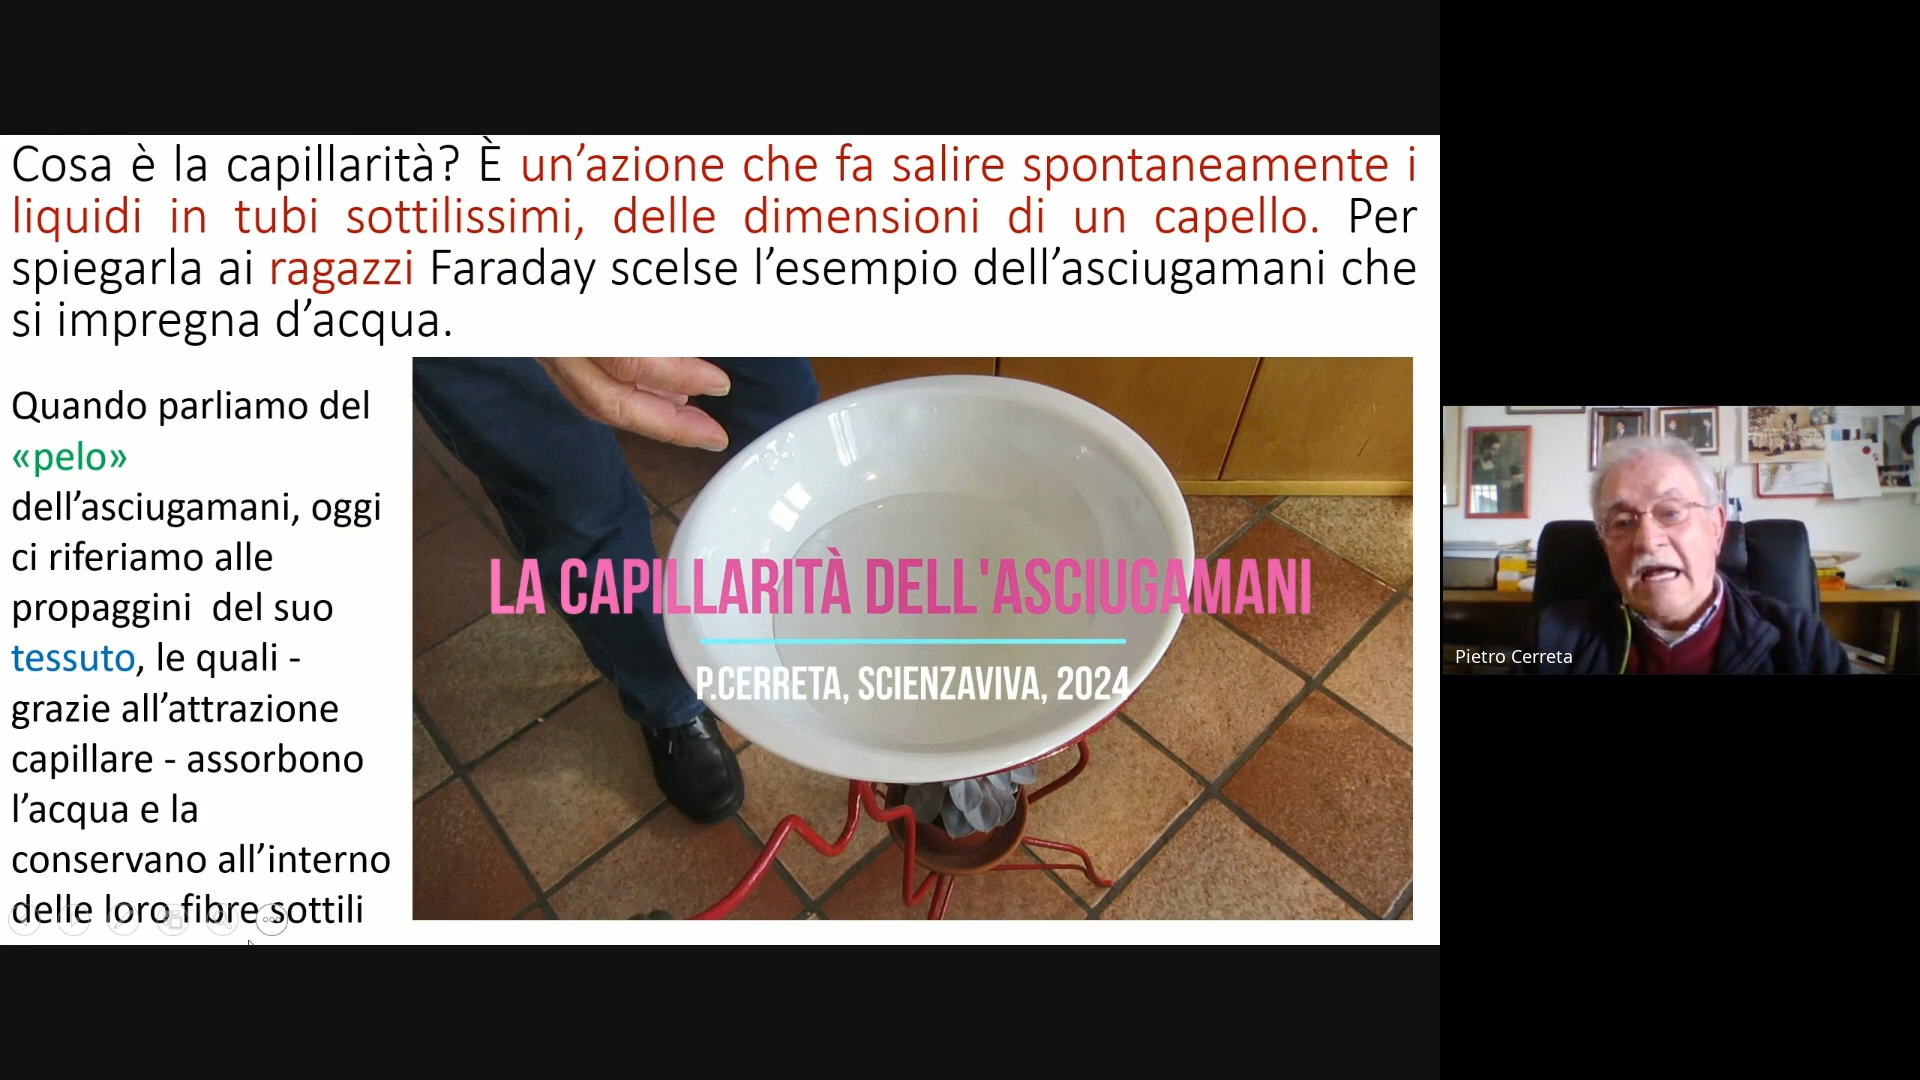 Cosa è la capillarità? È un’azione che fa salire spontaneamente i
liquidi in tubi sottilissimi, delle dimensioni di un capello. Per
spiegarla ai ragazzi Faraday scelse l’esempio dell’asciugamani che
si impregna d’acqua.
Quando parliamo del
«pelo»
dell’asciugamani, oggi
ci riferiamo alle
propaggini del suo
tessuto, le quali -
grazie all’attrazione
capillare - assorbono
l’acqua e la
conservano all’interno
delle loro fibre sottili
LA CAPILLARITÀ DELL'ASCIUGAMANI
P.CERRETA, SCIENZAVIVA, 2024
Pietro Cerreta